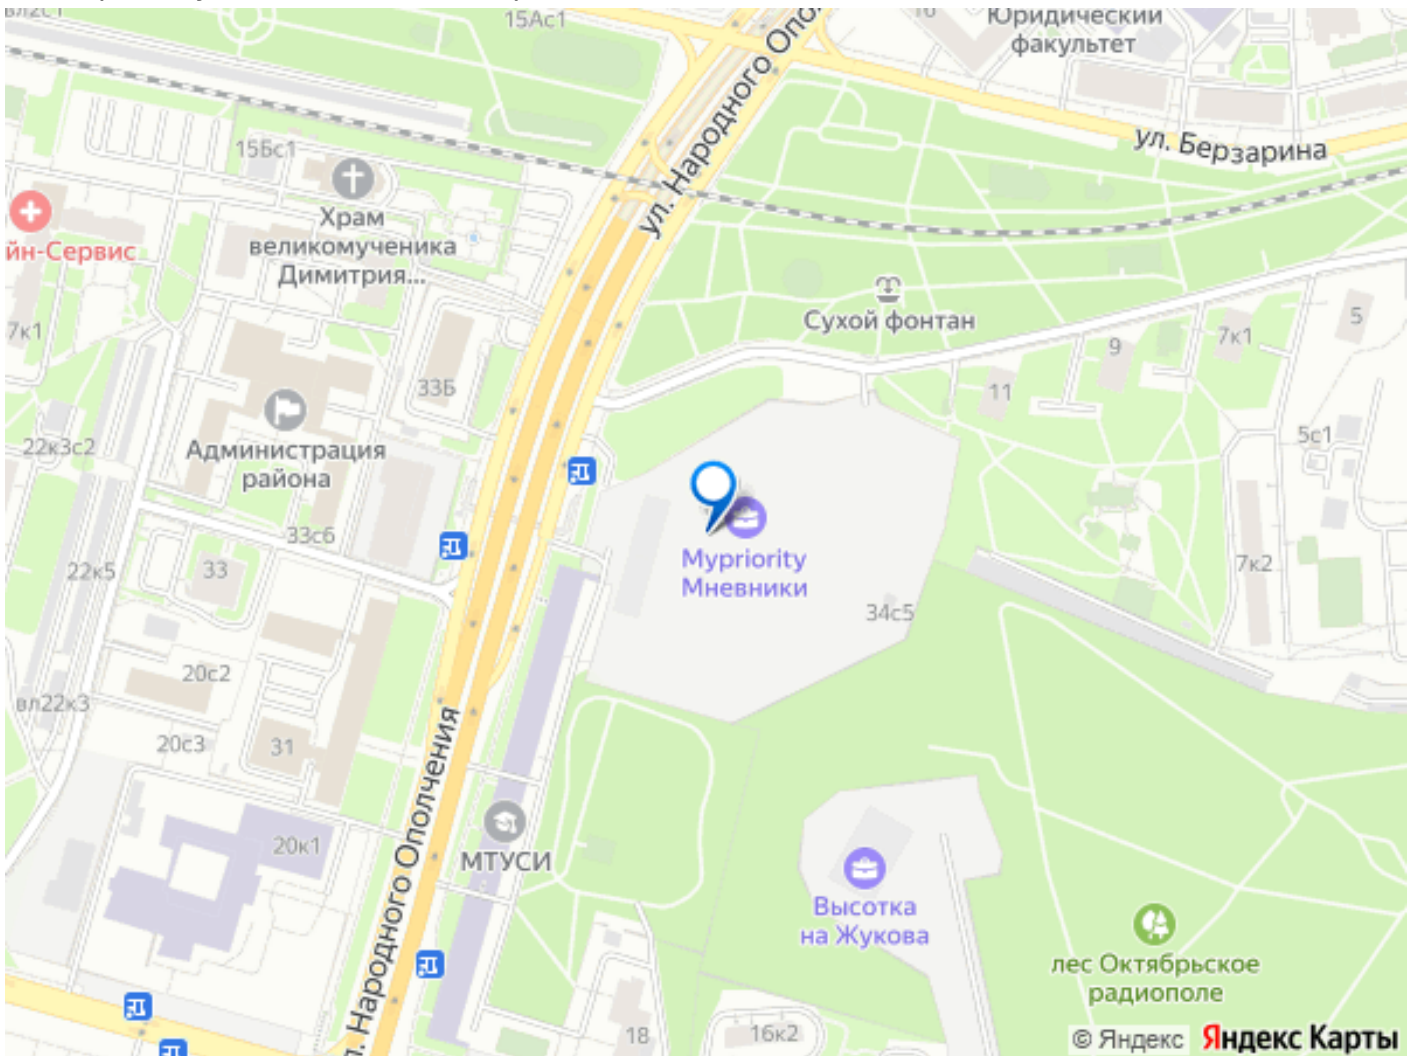 15Ас1
Юридический
факультет
ул. Народного Опол
ул. Берзарина
15Бс1
Храм
великомученика
Димитрия...
йн-Сервис
Сухой фонтан
7к1
33Б
5
7к1
9
11
Администрация
района
22к3с2
5с1
33с6
22к5
33
Mypriority
Мневники
7к2
34с5
20с2
вл22к3
20с3
31
ул. Народного Ополчения
20к1
МТУСИ
Высотка
на Жукова
лес Октябрьское
радиополе
18
16к2
© Яндекс Яндекс Карты